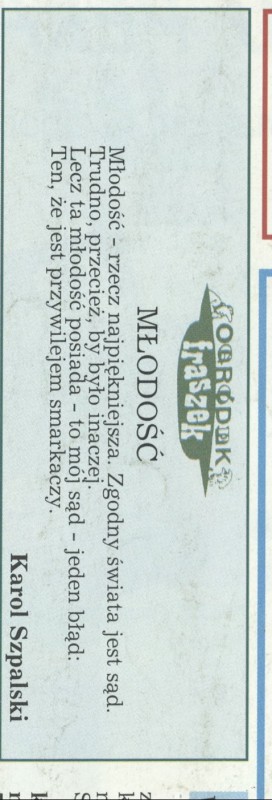 OGRÓDEK
fraszek
MŁODOŚĆ
Młodość - rzecz najpiękniejsza. Zgodny świata jest sąd.
Trudno, przecież, by było inaczej.
Lecz ta młodość posiada - to mój sąd - jeden błąd:
Ten, że jest przywilejem smarkaczy.
Karol Szpalski